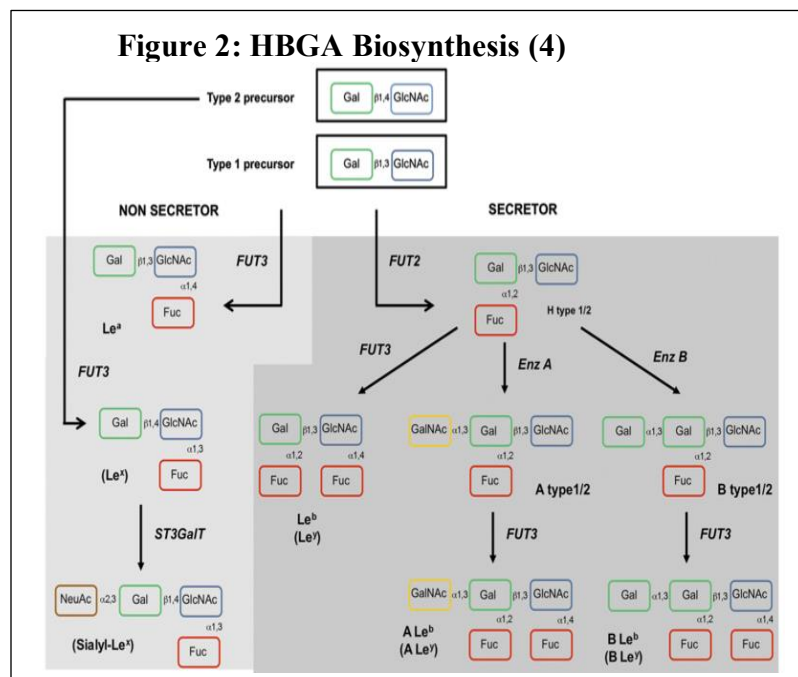 Figure 2: HBGA Biosynthesis (4)
Type 2 precursor
Gal β1,4 GlcNAc
Type 1 precursor
Gal β1,3 GlcNAc
NON SECRETOR
SECRETOR
Gal β1,3 GlcNAc
α1,4
Fuc
Leᵃ
FUT3
FUT2
Gal β1,3 GlcNAc
α1,2
Fuc
H type 1/2
FUT3
FUT3
Enz A
Enz B
Gal β1,4 GlcNAc
α1,3
Fuc
(Leˣ)
Gal β1,3 GlcNAc
α1,2 α1,4
Fuc Fuc
Leᵇ
(Leʸ)
GalNAc α1,3 Gal β1,3 GlcNAc
α1,2
Fuc
A type1/2
Gal α1,3 Gal β1,3 GlcNAc
α1,2
Fuc
B type1/2
ST3GalT
FUT3
FUT3
NeuAc α2,3 Gal β1,4 GlcNAc
α1,3
Fuc
(Sialyl-Leˣ)
GalNAc α1,3 Gal β1,3 GlcNAc
α1,2 α1,4
Fuc Fuc
A Leᵇ
(A Leʸ)
Gal α1,3 Gal β1,3 GlcNAc
α1,2 α1,4
Fuc Fuc
B Leᵇ
(B Leʸ)